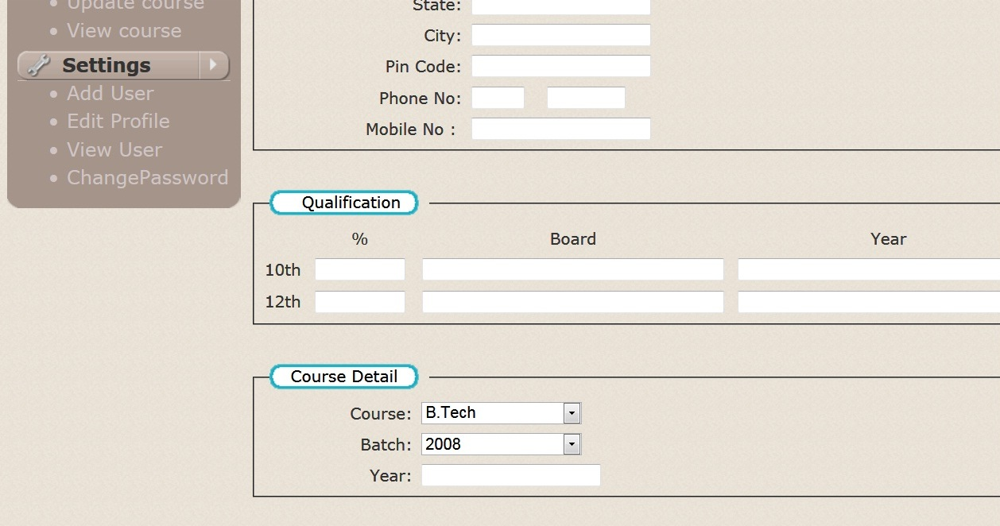 Update course
View course
Settings
Add User
Edit Profile
View User
ChangePassword
State:
City:
Pin Code:
Phone No:
Mobile No :
Qualification
% Board Year
10th
12th
Course Detail
Course: B.Tech
Batch: 2008
Year: